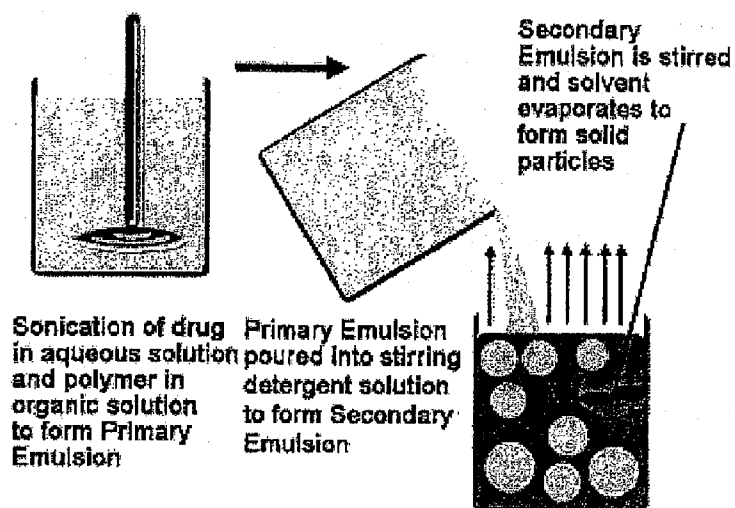 Sonication of drug
in aqueous solution
and polymer in
organic solution
to form Primary
Emulsion
Primary Emulsion
poured into stirring
detergent solution
to form Secondary
Emulsion
Secondary
Emulsion is stirred
and solvent
evaporates to
form solid
particles